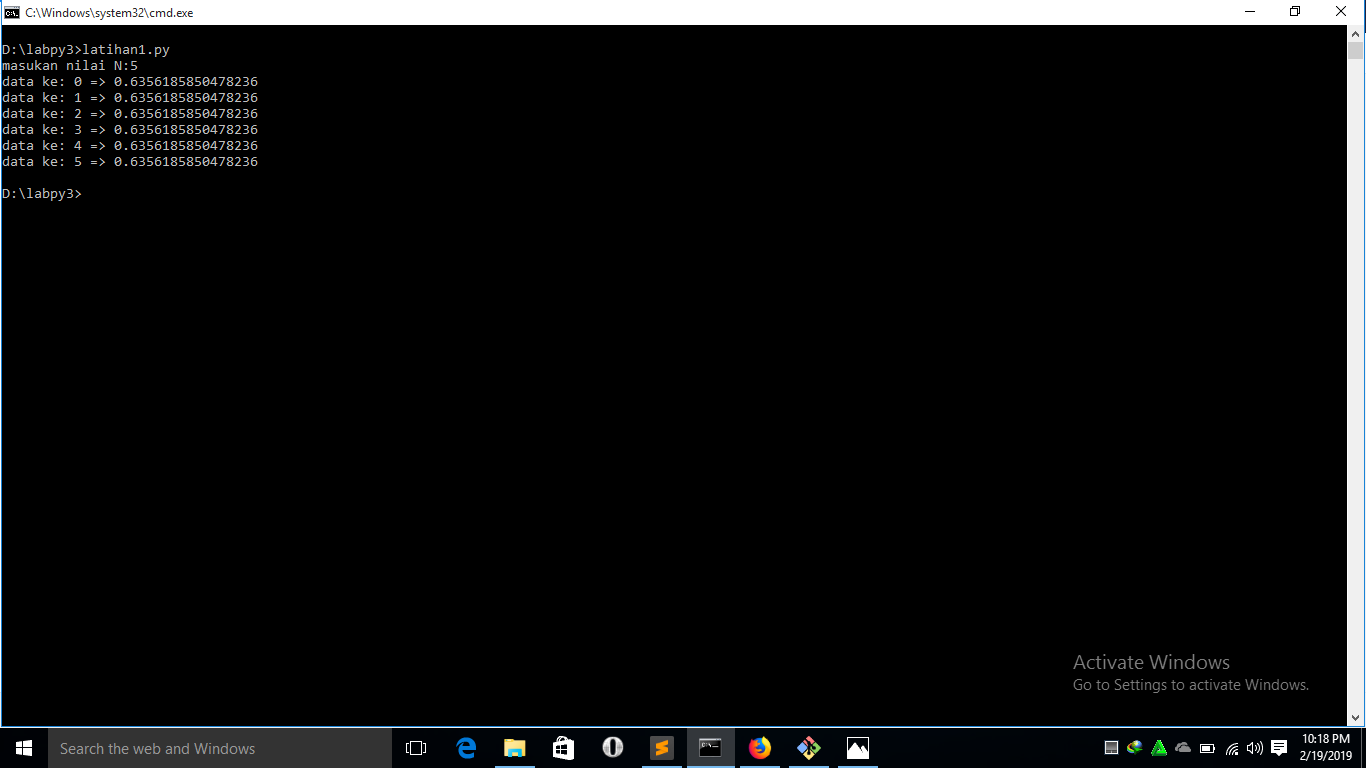 C:\Windows\system32\cmd.exe
D:\labpy3>latihan1.py
masukan nilai N:5
data ke: 0 => 0.6356185850478236
data ke: 1 => 0.6356185850478236
data ke: 2 => 0.6356185850478236
data ke: 3 => 0.6356185850478236
data ke: 4 => 0.6356185850478236
data ke: 5 => 0.6356185850478236
D:\labpy3>
Activate Windows
Go to Settings to activate Windows.
Search the web and Windows
10:18 PM
2/19/2019